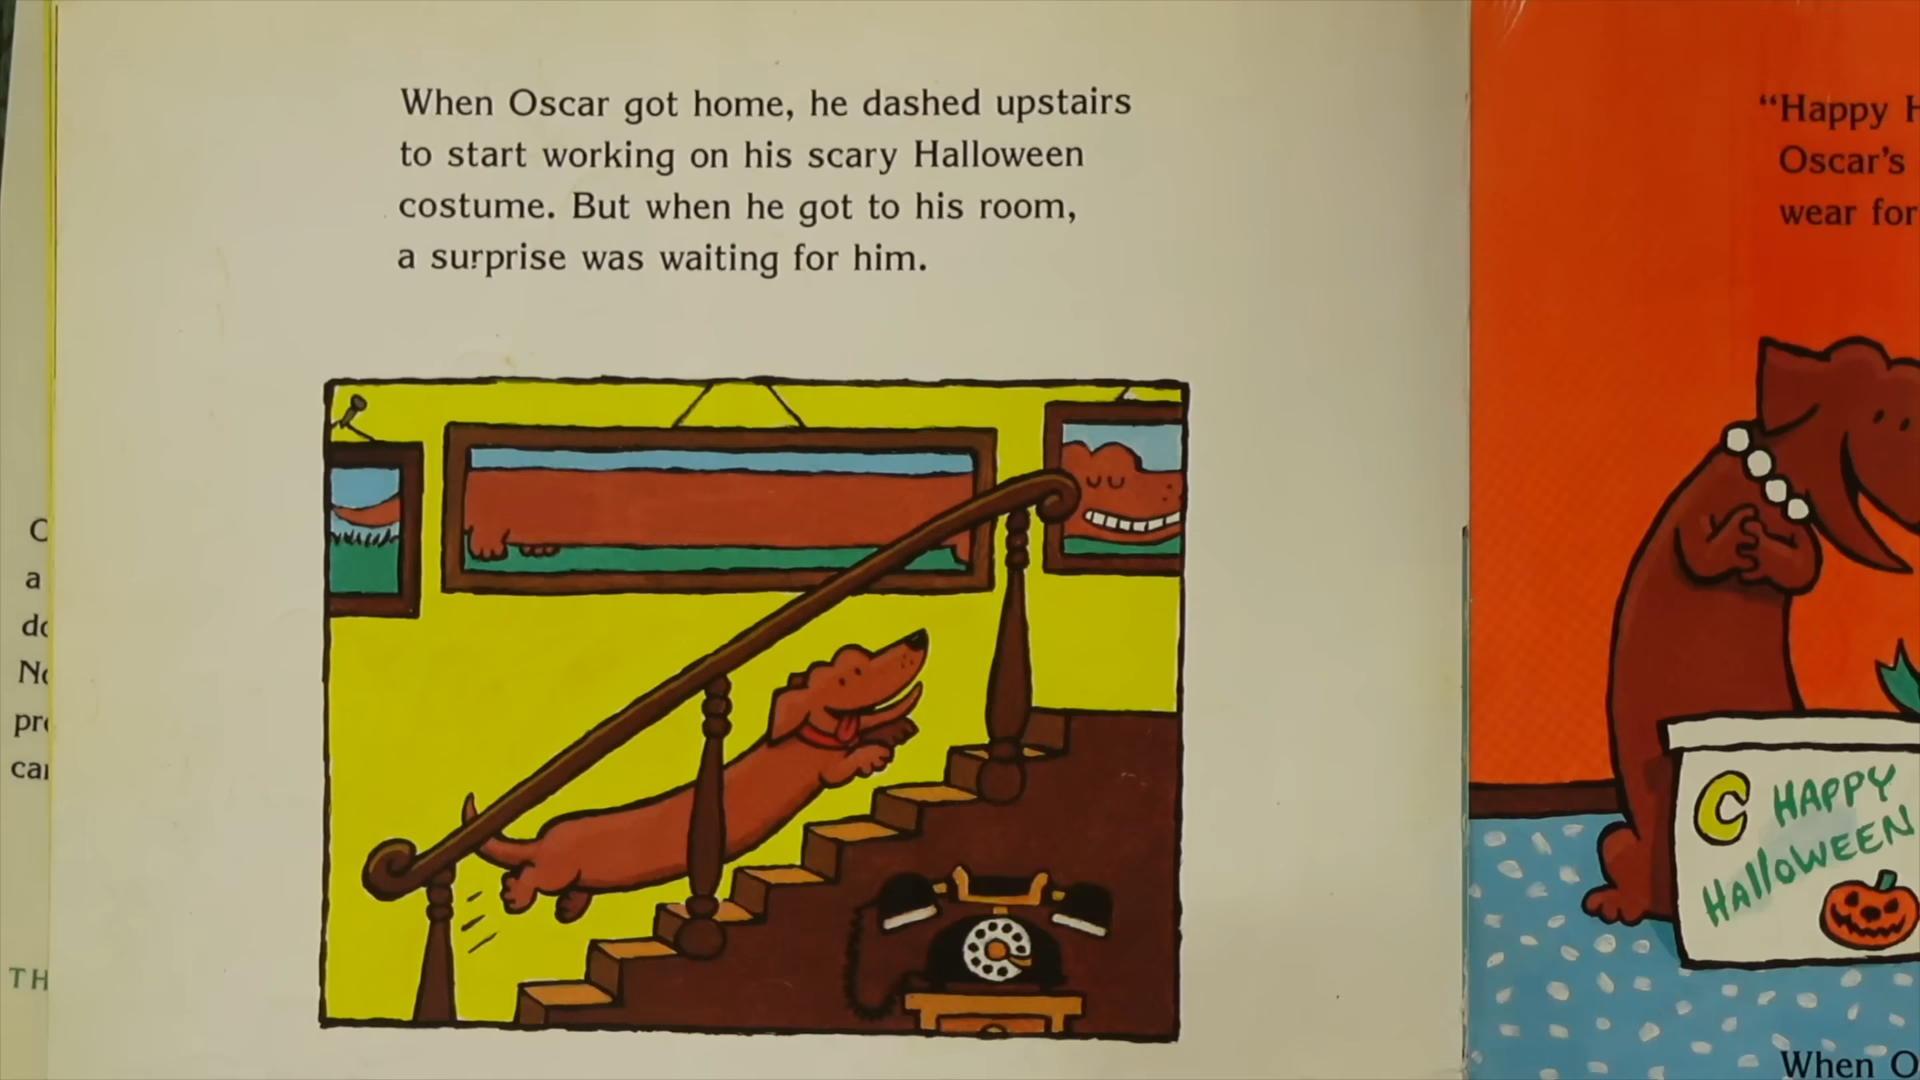 When Oscar got home, he dashed upstairs
to start working on his scary Halloween
costume. But when he got to his room,
a surprise was waiting for him.
"Happy
Oscar's
wear for
HAPPY
HallOWEEN
When